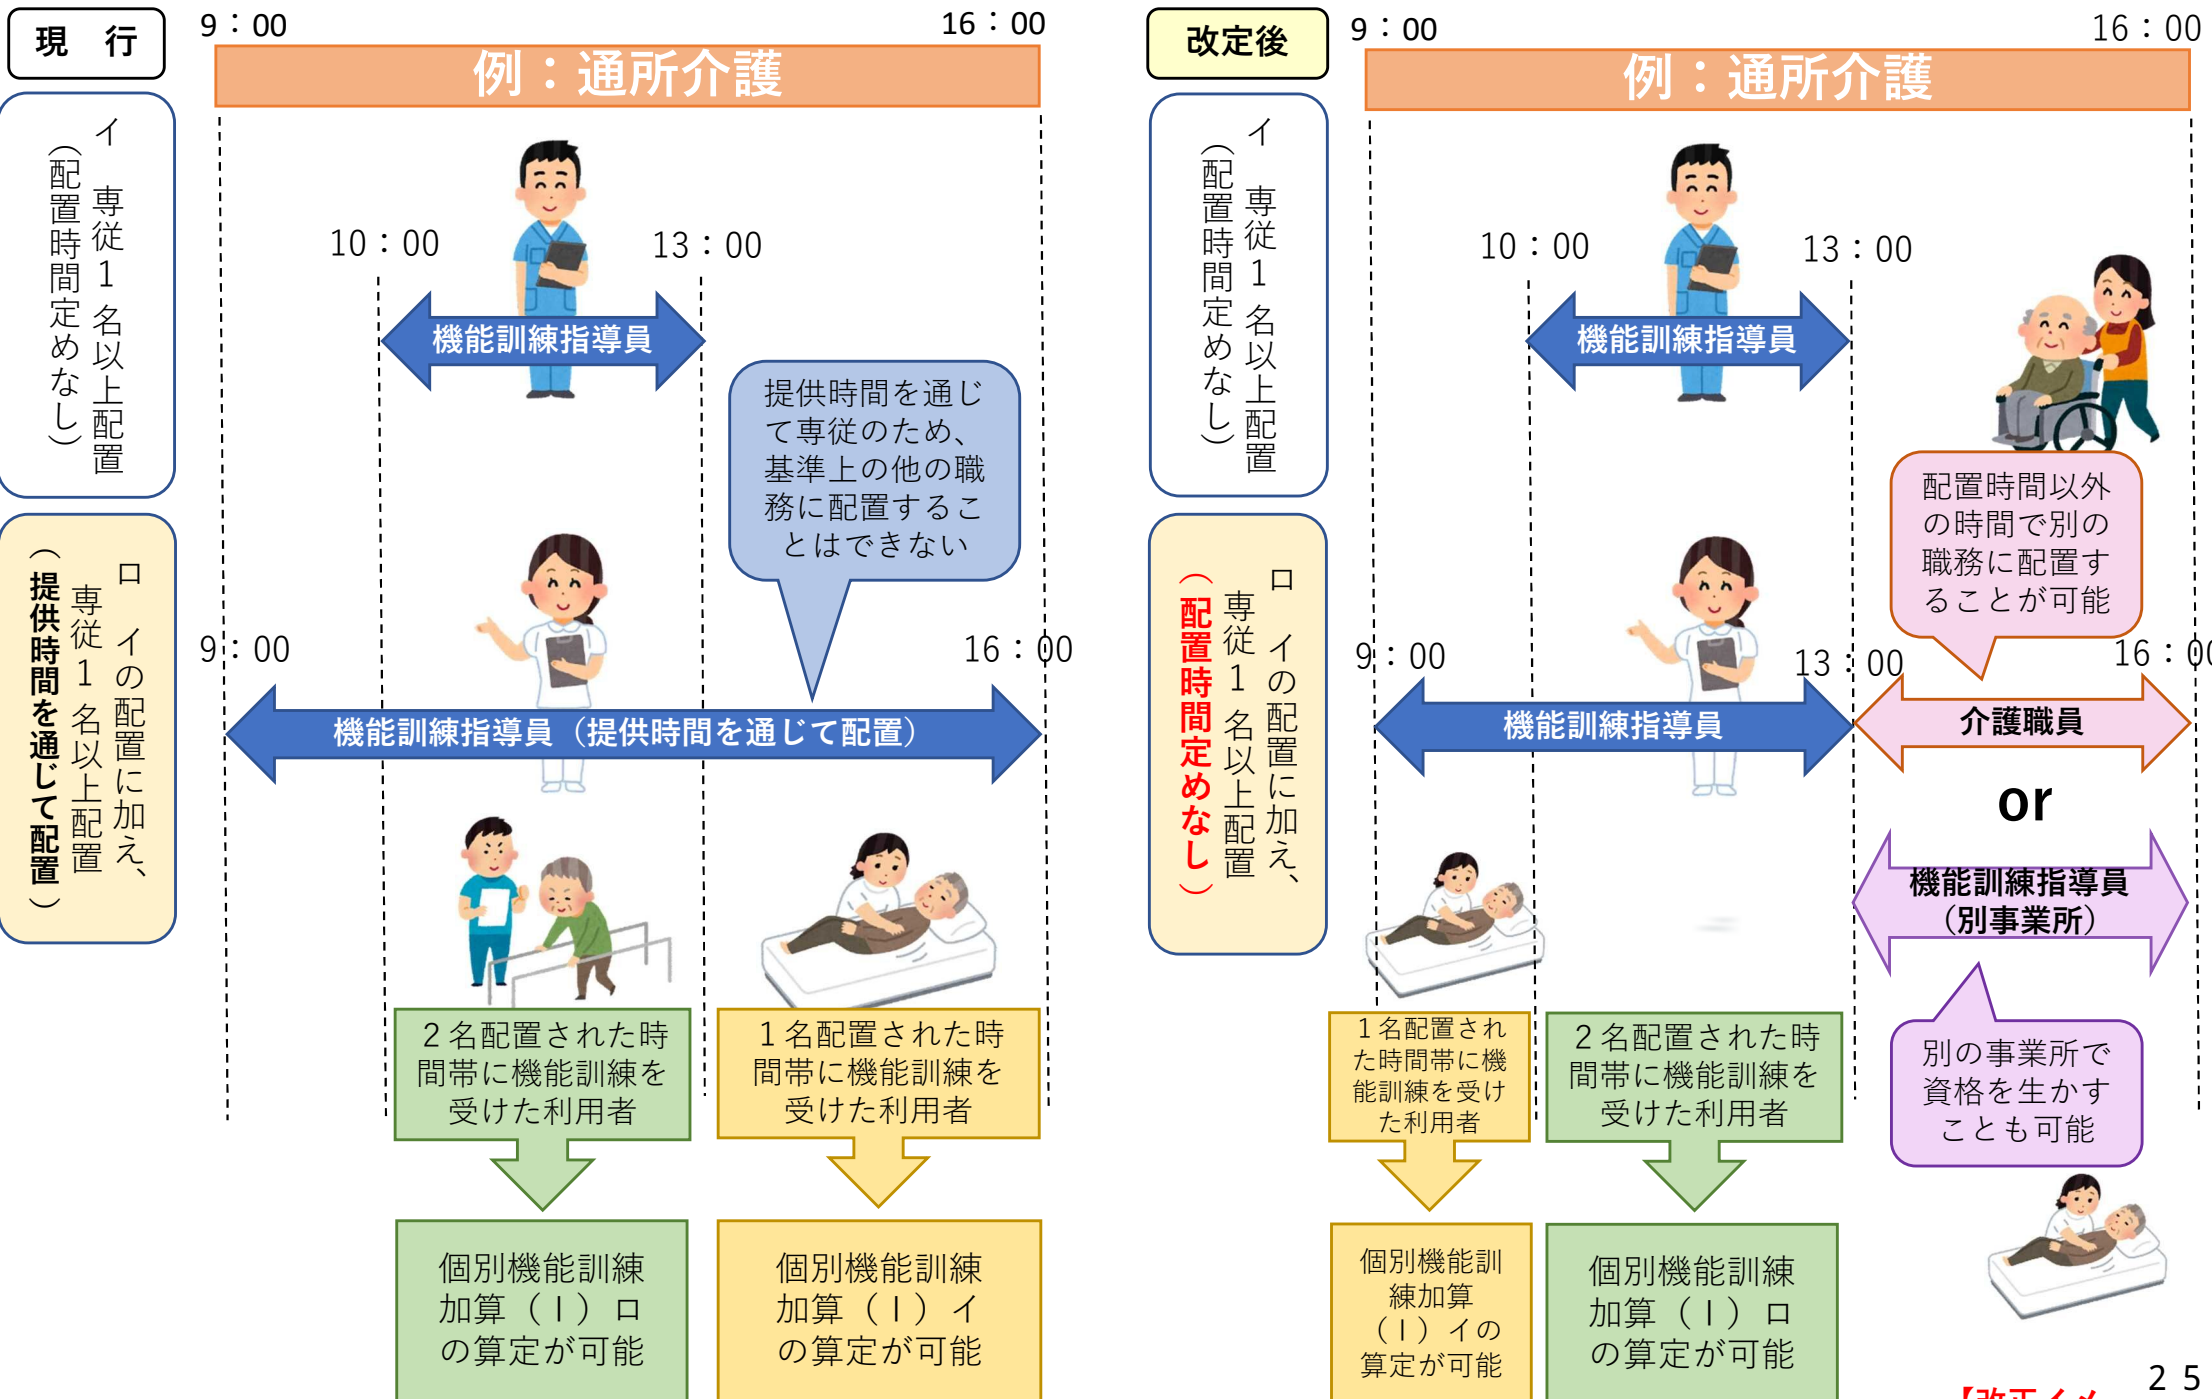 現　行
9：00
16：00
例：通所介護
イ　専従１名以上配置
（配置時間定めなし）
10：00
13：00
機能訓練指導員
提供時間を通じ
て専従のため、
基準上の他の職
務に配置するこ
とはできない
ロ　イの配置に加え、
専従１名以上配置
（提供時間を通じて配置）
9：00
16：00
機能訓練指導員（提供時間を通じて配置）
２名配置された時
間帯に機能訓練を
受けた利用者
１名配置された時
間帯に機能訓練を
受けた利用者
個別機能訓練
加算（Ⅰ）ロ
の算定が可能
個別機能訓練
加算（Ⅰ）イ
の算定が可能
改定後
9：00
16：00
例：通所介護
イ　専従１名以上配置
（配置時間定めなし）
10：00
13：00
機能訓練指導員
配置時間以外
の時間で別の
職務に配置す
ることが可能
ロ　イの配置に加え、
専従１名以上配置
（配置時間定めなし）
9：00
13：00
16：00
機能訓練指導員
介護職員
or
機能訓練指導員
（別事業所）
別の事業所で
資格を生かす
ことも可能
１名配置され
た時間帯に機
能訓練を受け
た利用者
２名配置された時
間帯に機能訓練を
受けた利用者
個別機能訓
練加算
（Ⅰ）イの
算定が可能
個別機能訓練
加算（Ⅰ）ロ
の算定が可能
25